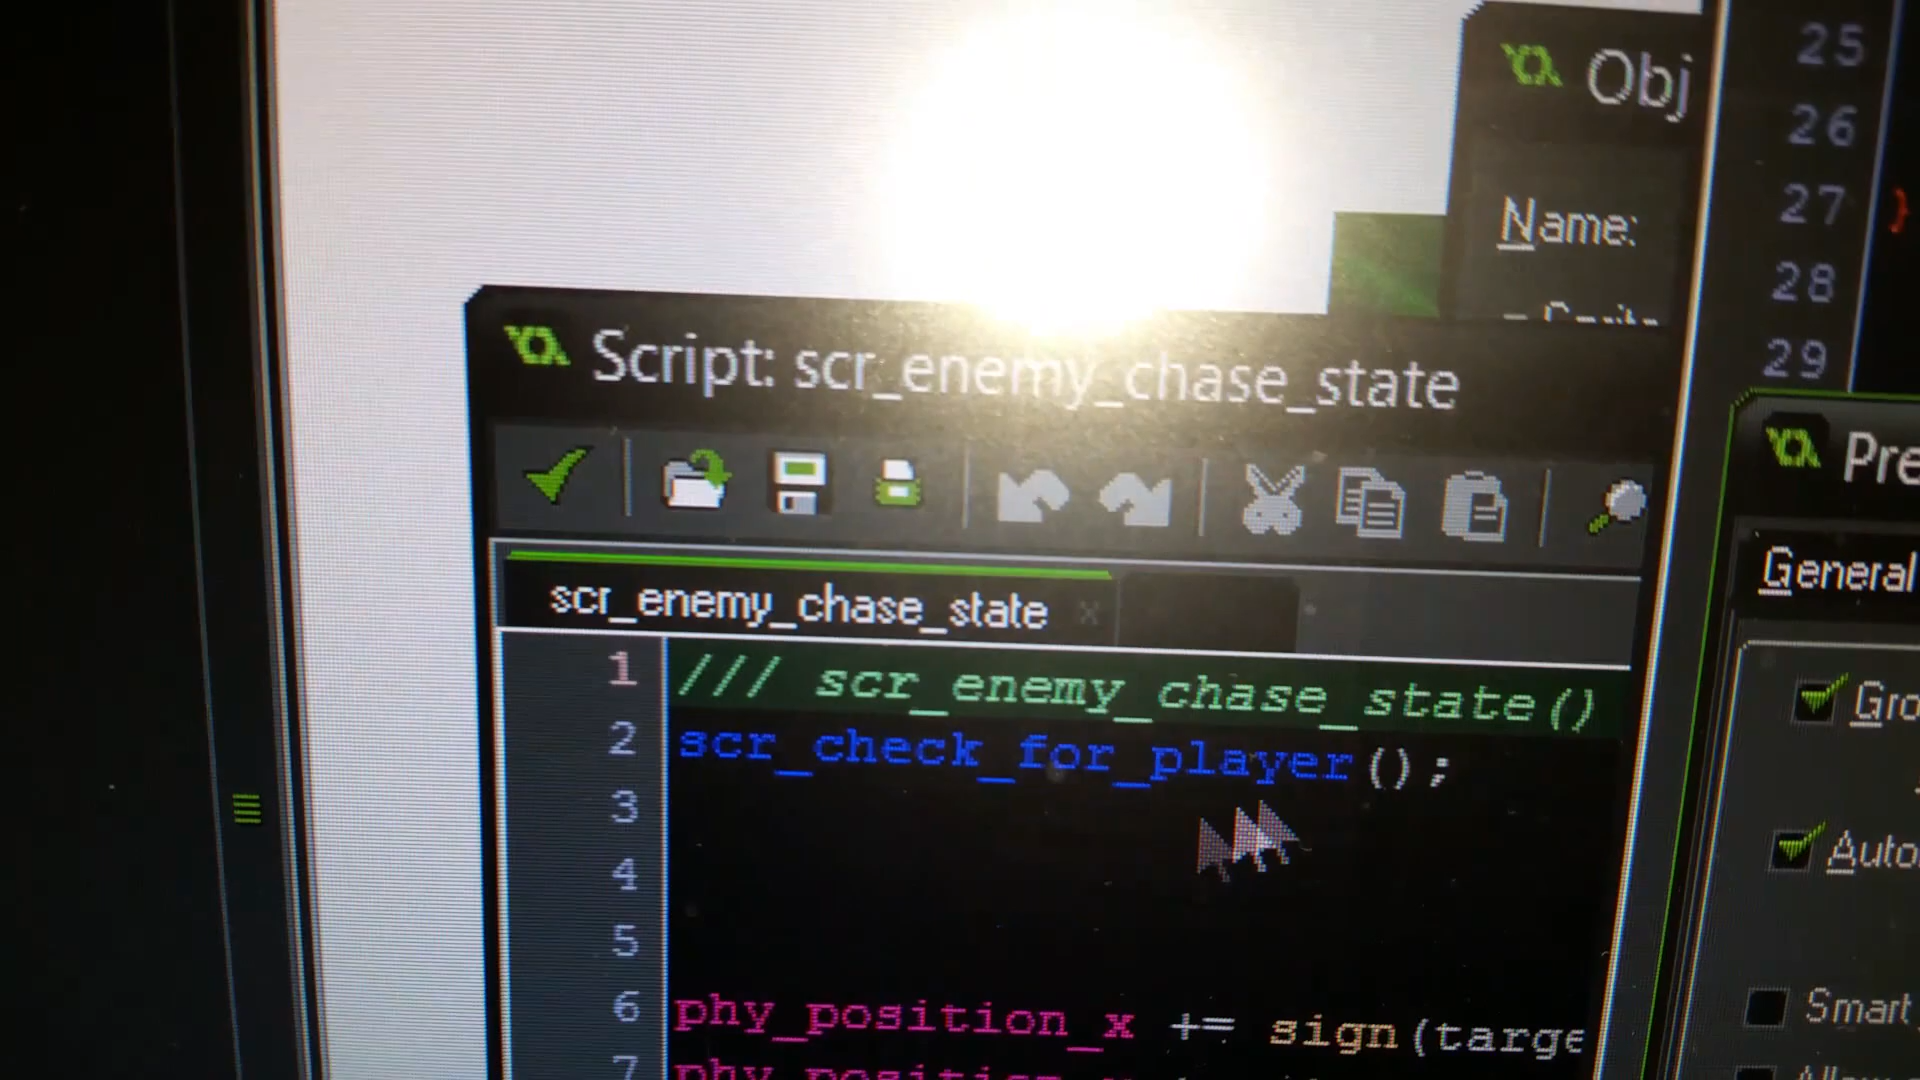 Obj
Name:
25
26
27 }
28
29
Script: scr_enemy_chase_state
scr_enemy_chase_state x
1 /// scr_enemy_chase_state()
2 scr_check_for_player();
3
4
5
6 phy_position_x += sign(targe
7 phy_position
Pre
General
Gro
Auto
Smart